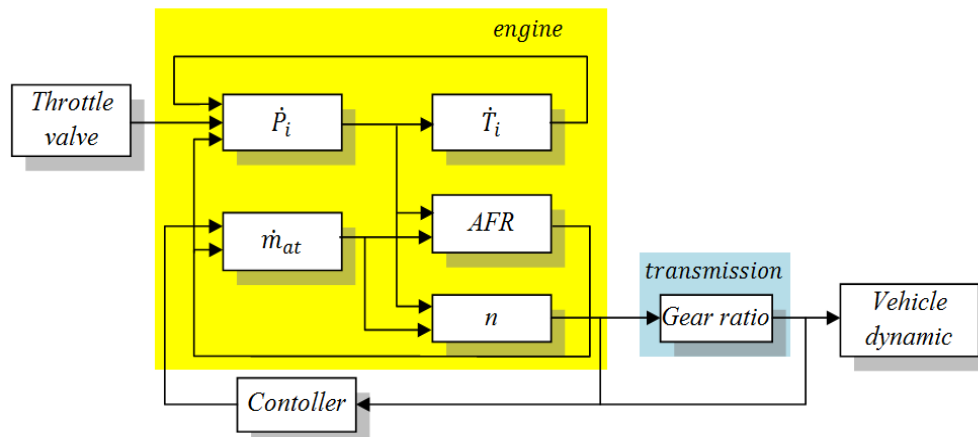 engine
Throttle
valve
Ṗᵢ
Ṫᵢ
ṁₐₜ
AFR
transmission
n
Gear ratio
Vehicle
dynamic
Contoller